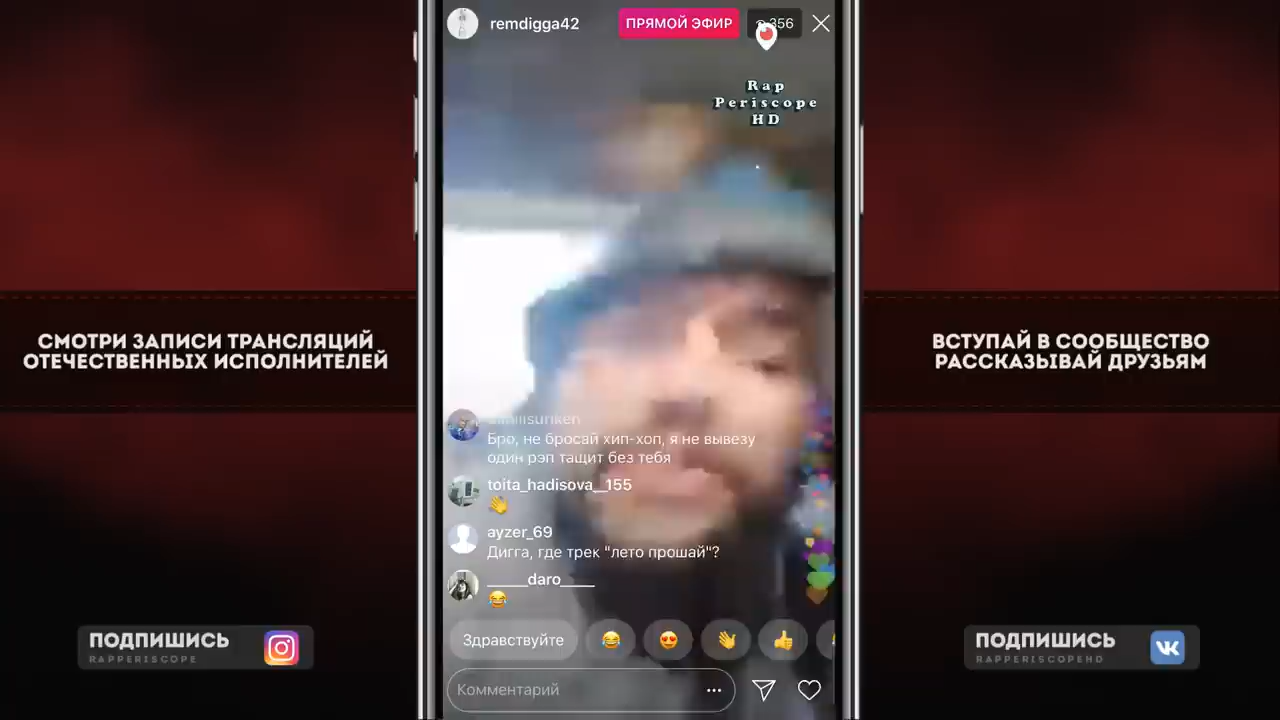 remdigga42
ПРЯМОЙ ЭФИР
356
Rap
Periscope
HD
СМОТРИ ЗАПИСИ ТРАНСЛЯЦИЙ
ОТЕЧЕСТВЕННЫХ ИСПОЛНИТЕЛЕЙ
ВСТУПАЙ В СООБЩЕСТВО
РАССКАЗЫВАЙ ДРУЗЬЯМ
Бро, не бросай хип-хоп, я не вывезу
один рэп тащит без тебя
toita_hadisova__155
ayzer_69
Дигга, где трек "лето прошай"?
_____daro_____
Здравствуйте
Комментарий
ПОДПИШИСЬ
RAPPERISCOPE
ПОДПИШИСЬ
RAPPERISCOPEHD